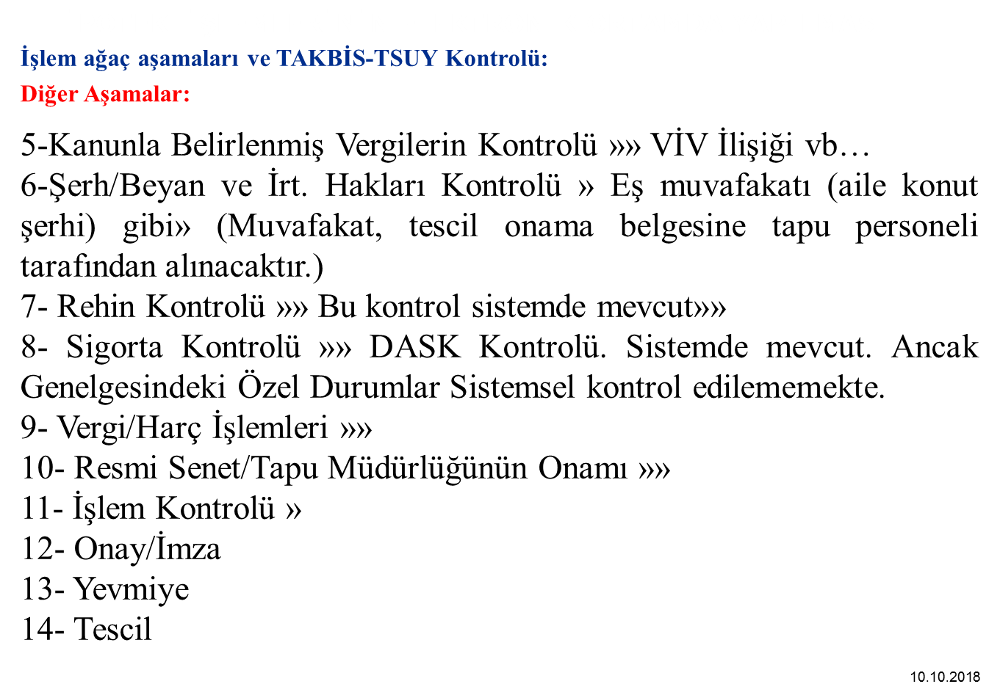 İşlem ağaç aşamaları ve TAKBİS-TSUY Kontrolü:
Diğer Aşamalar:
5-Kanunla Belirlenmiş Vergilerin Kontrolü »» VİV İlişiği vb…
6-Şerh/Beyan ve İrt. Hakları Kontrolü » Eş muvafakatı (aile konut
şerhi) gibi» (Muvafakat, tescil onama belgesine tapu personeli
tarafından alınacaktır.)
7- Rehin Kontrolü »» Bu kontrol sistemde mevcut»»
8- Sigorta Kontrolü »» DASK Kontrolü. Sistemde mevcut. Ancak
Genelgesindeki Özel Durumlar Sistemsel kontrol edilememekte.
9- Vergi/Harç İşlemleri »»
10- Resmi Senet/Tapu Müdürlüğünün Onamı »»
11- İşlem Kontrolü »
12- Onay/İmza
13- Yevmiye
14- Tescil
10.10.2018